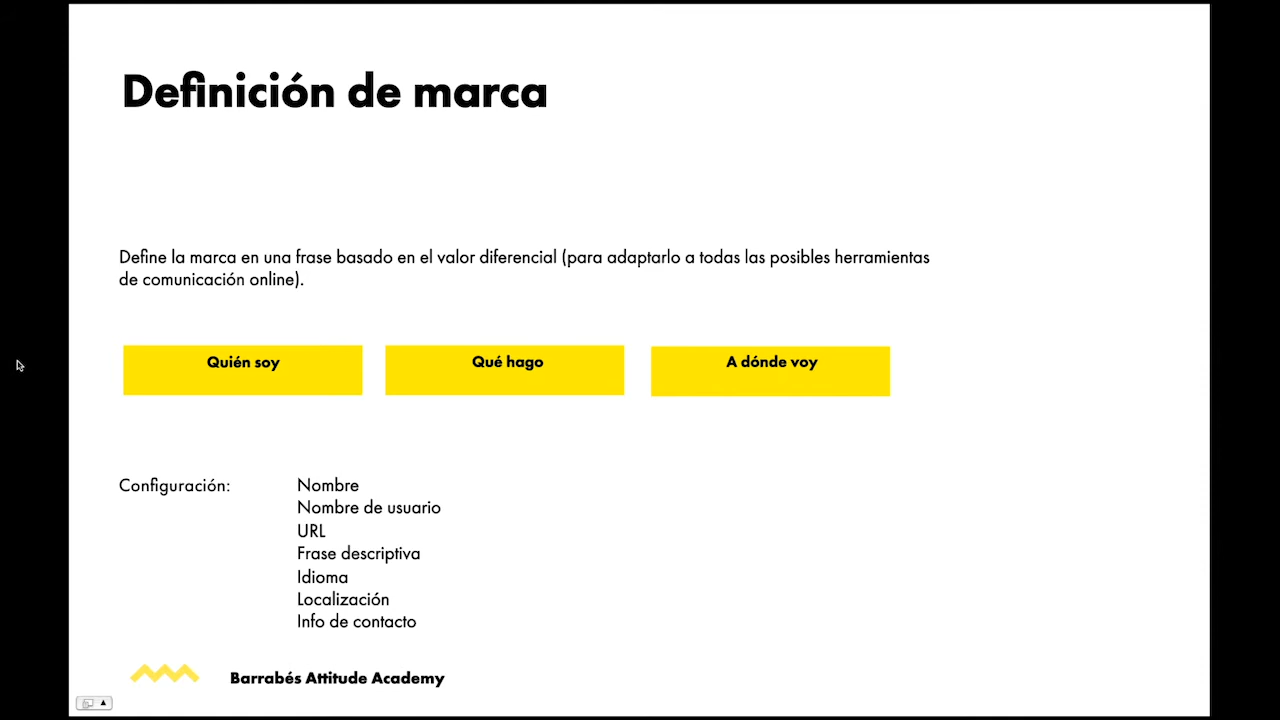 Definición de marca
Define la marca en una frase basado en el valor diferencial (para adaptarlo a todas las posibles herramientas
de comunicación online).
Quién soy
Qué hago
A dónde voy
Configuración:
Nombre
Nombre de usuario
URL
Frase descriptiva
Idioma
Localización
Info de contacto
Barrabés Attitude Academy